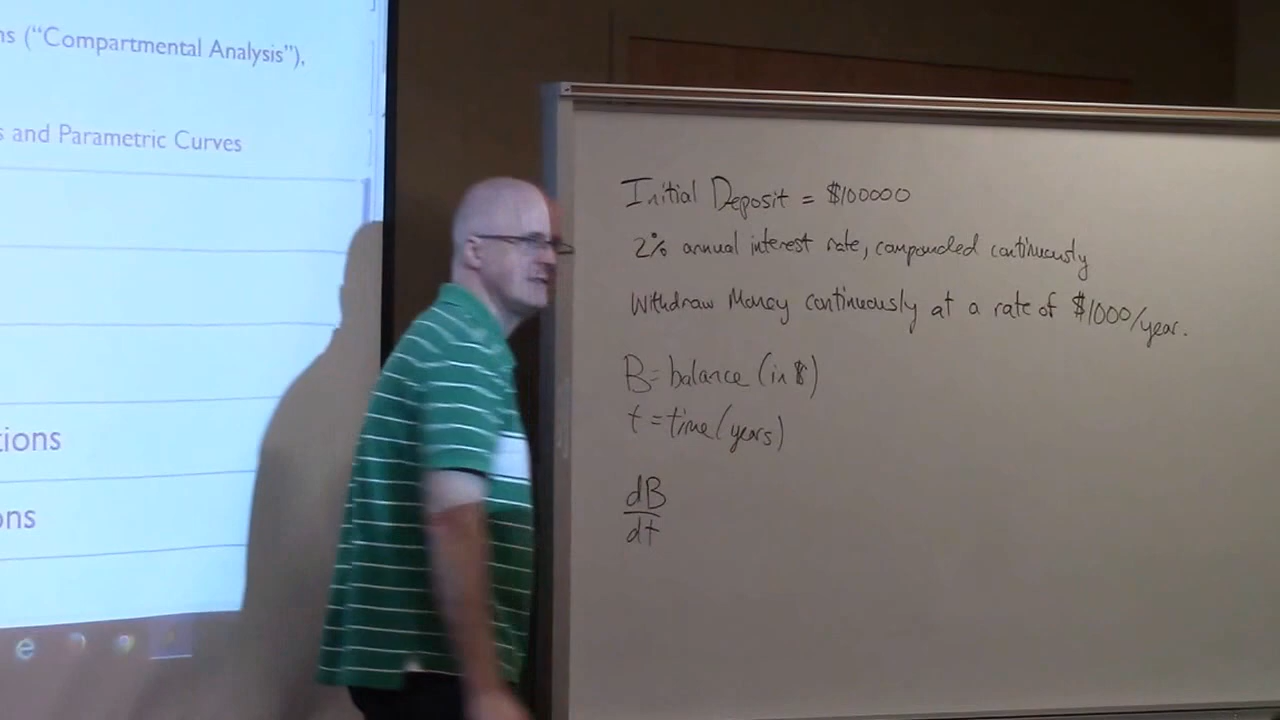 ns (“Compartmental Analysis”),
s and Parametric Curves
tions
ons
Initial Deposit = $100000
2% annual interest rate, compounded continuously
Withdraw Money continuously at a rate of $1000/year.
B = balance (in $)
t = time (years)
dB
dt